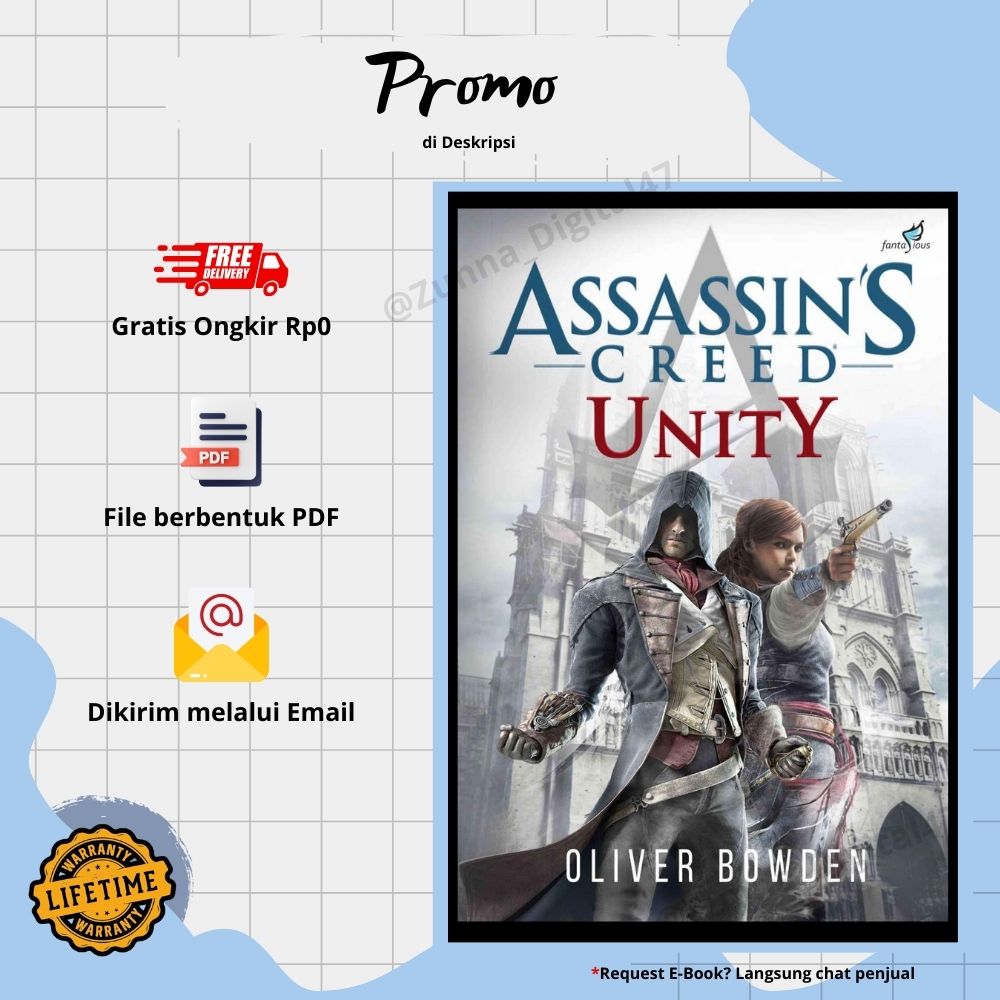 Promo
di Deskripsi
@Zunna_Digital47
FREE
DELIVERY
Gratis Ongkir Rp0
PDF
File berbentuk PDF
@
Dikirim melalui Email
WARRANTY
LIFETIME
WARRANTY
fantasious
ASSASSIN'S
CREED
UNITY
OLIVER BOWDEN
*Request E-Book? Langsung chat penjual